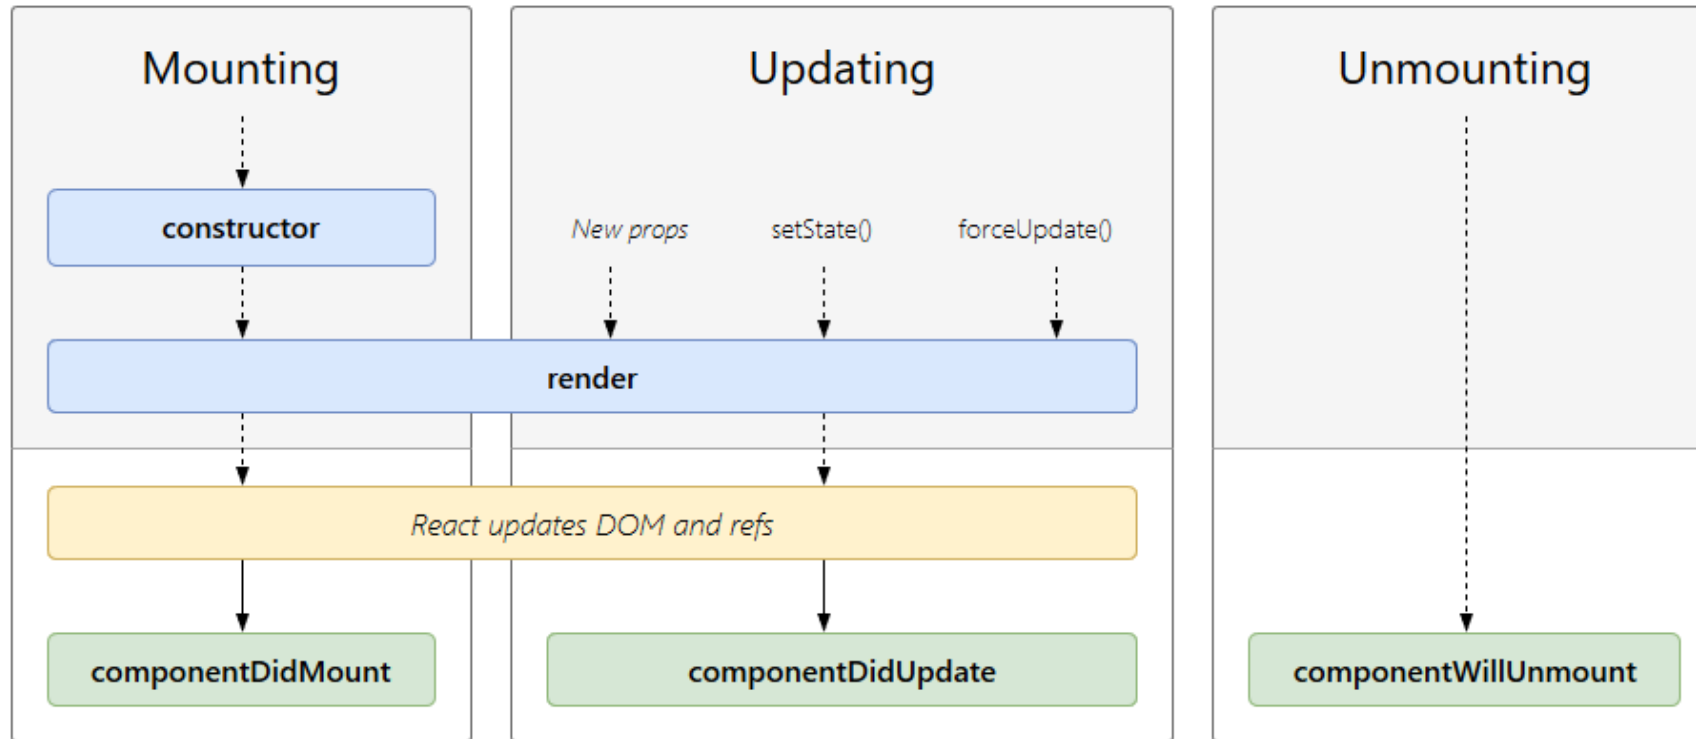 Mounting
Updating
Unmounting
constructor
New props
setState()
forceUpdate()
render
React updates DOM and refs
componentDidMount
componentDidUpdate
componentWillUnmount